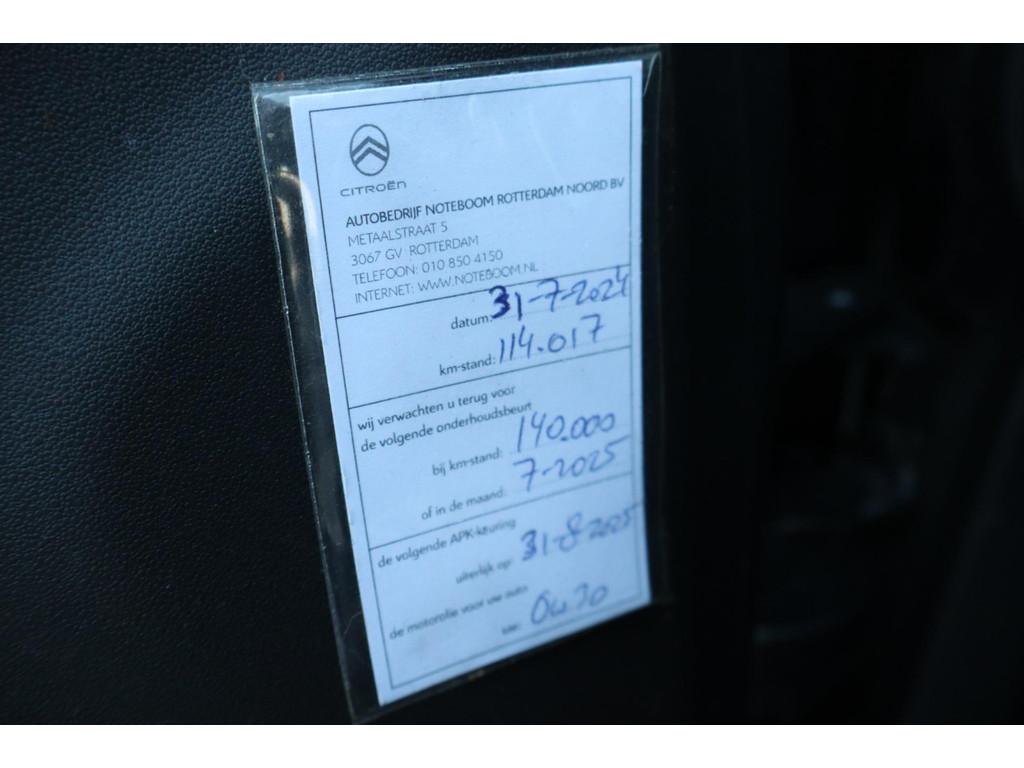 CITROËN
AUTOBEDRIJF NOTEBOOM ROTTERDAM NOORD BV
METAALSTRAAT 5
3067 GV ROTTERDAM
TELEFOON: 010 850 4150
INTERNET: WWW.NOTEBOOM.NL
datum: 31-7-2024
km-stand: 114.017
wij verwachten u terug voor
de volgende onderhoudsbeurt
bij km-stand: 140.000
of in de maand: 7-2025
de volgende APK-keuring
uiterlijk op: 31-8-2025
de motorolie voor uw auto
is: 0w30